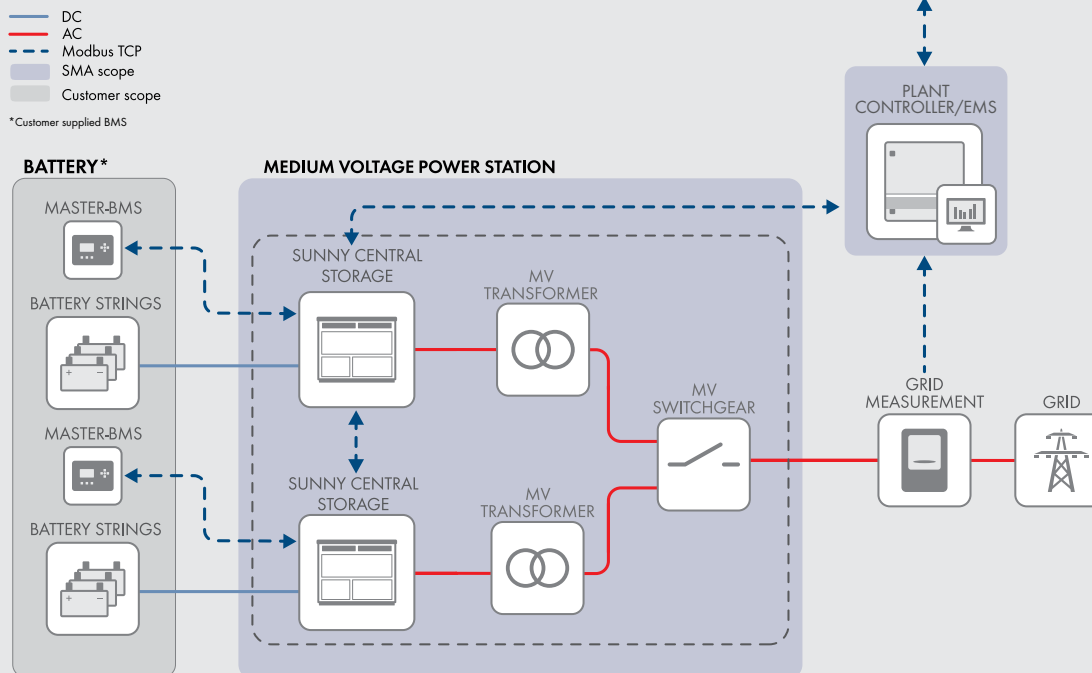 DC
AC
Modbus TCP
SMA scope
Customer scope
*Customer supplied BMS
BATTERY*
MEDIUM VOLTAGE POWER STATION
PLANT
CONTROLLER/EMS
MASTER-BMS
SUNNY CENTRAL
STORAGE
MV
TRANSFORMER
BATTERY STRINGS
MV
SWITCHGEAR
GRID
MEASUREMENT
GRID
MASTER-BMS
SUNNY CENTRAL
STORAGE
MV
TRANSFORMER
BATTERY STRINGS